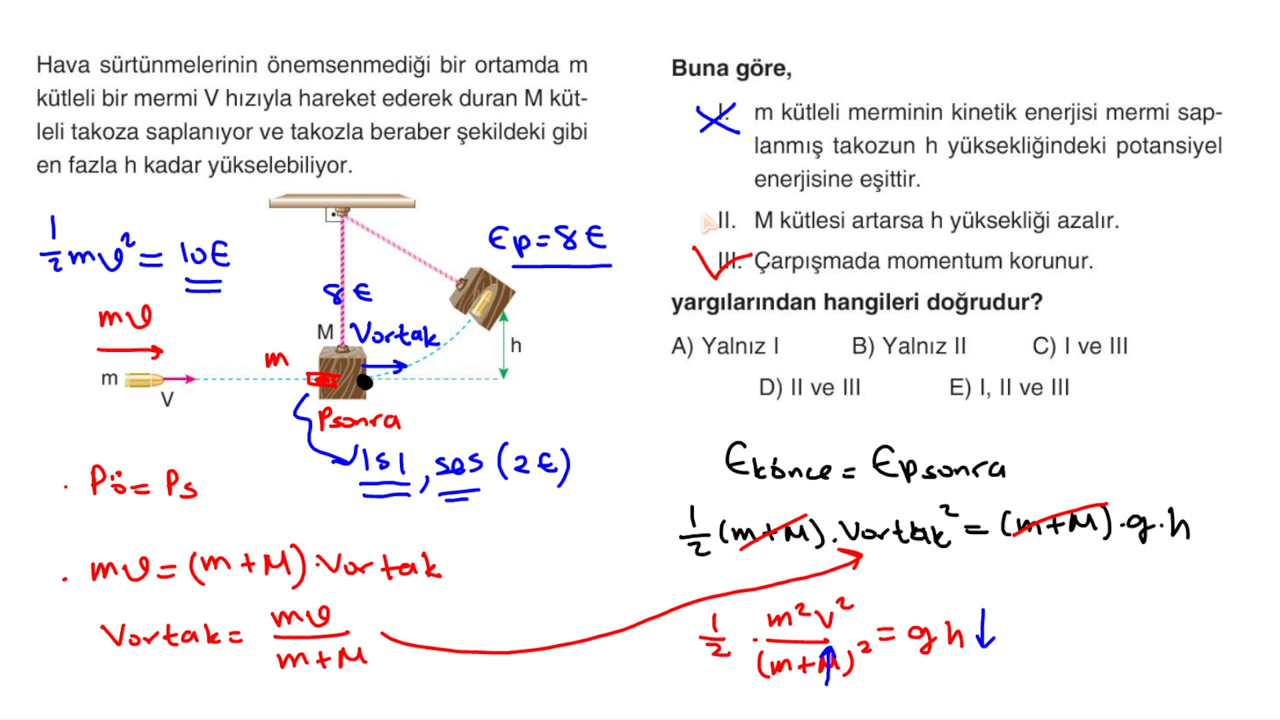 Hava sürtünmelerinin önemsenmediği bir ortamda m
kütleli bir mermi V hızıyla hareket ederek duran M küt-
leli takoza saplanıyor ve takozla beraber şekildeki gibi
en fazla h kadar yükselebiliyor.
1/2 mυ² = 10E
Ep = 8E
8E
mυ
M
Vortak
h
m
m
V
Psonra
ısı, ses (2E)
. Pö = Ps
. mυ = (m+M).Vortak
Vortak = mυ/m+M
Buna göre,
I. m kütleli merminin kinetik enerjisi mermi sap-
lanmış takozun h yüksekliğindeki potansiyel
enerjisine eşittir.
II. M kütlesi artarsa h yüksekliği azalır.
III. Çarpışmada momentum korunur.
yargılarından hangileri doğrudur?
A) Yalnız I B) Yalnız II C) I ve III
D) II ve III E) I, II ve III
Ekönce = Epsonra
1/2 (m+M).Vortak² = (m+M).g.h
1/2 . m²v²/(m+M)² = gh↓